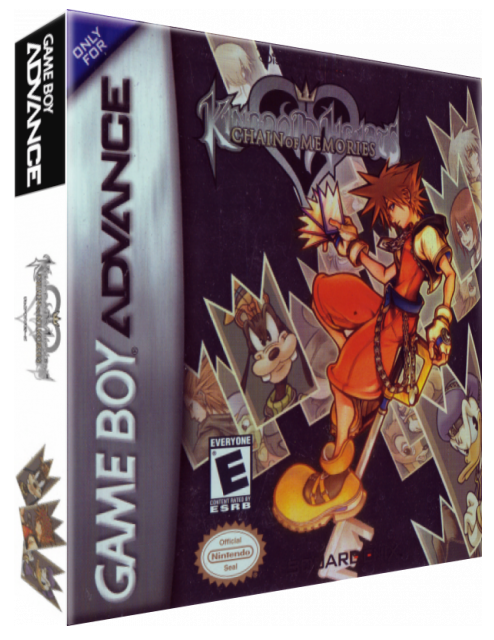 GAME BOY
ADVANCE
ONLY
FOR
GAME BOY ADVANCE
KINGDOM HEARTS
CHAIN OF MEMORIES
EVERYONE
E
CONTENT RATED BY
ESRB
Official
Nintendo
Seal